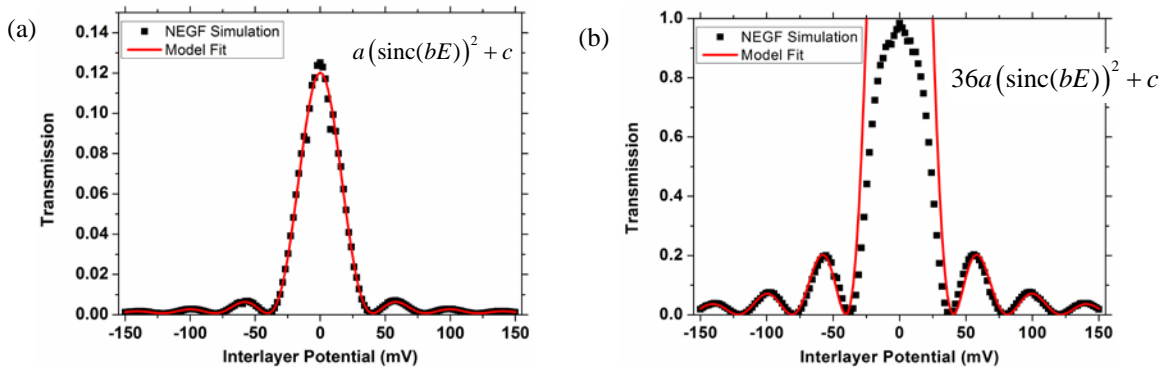 (a)
0.14
0.12
0.10
0.08
0.06
0.04
0.02
0.00
Transmission
NEGF Simulation
Model Fit
a(sinc(bE))² + c
-150 -100 -50 0 50 100 150
Interlayer Potential (mV)
(b)
1.0
0.8
0.6
0.4
0.2
0.0
Transmission
NEGF Simulation
Model Fit
36a(sinc(bE))² + c
-150 -100 -50 0 50 100 150
Interlayer Potential (mV)